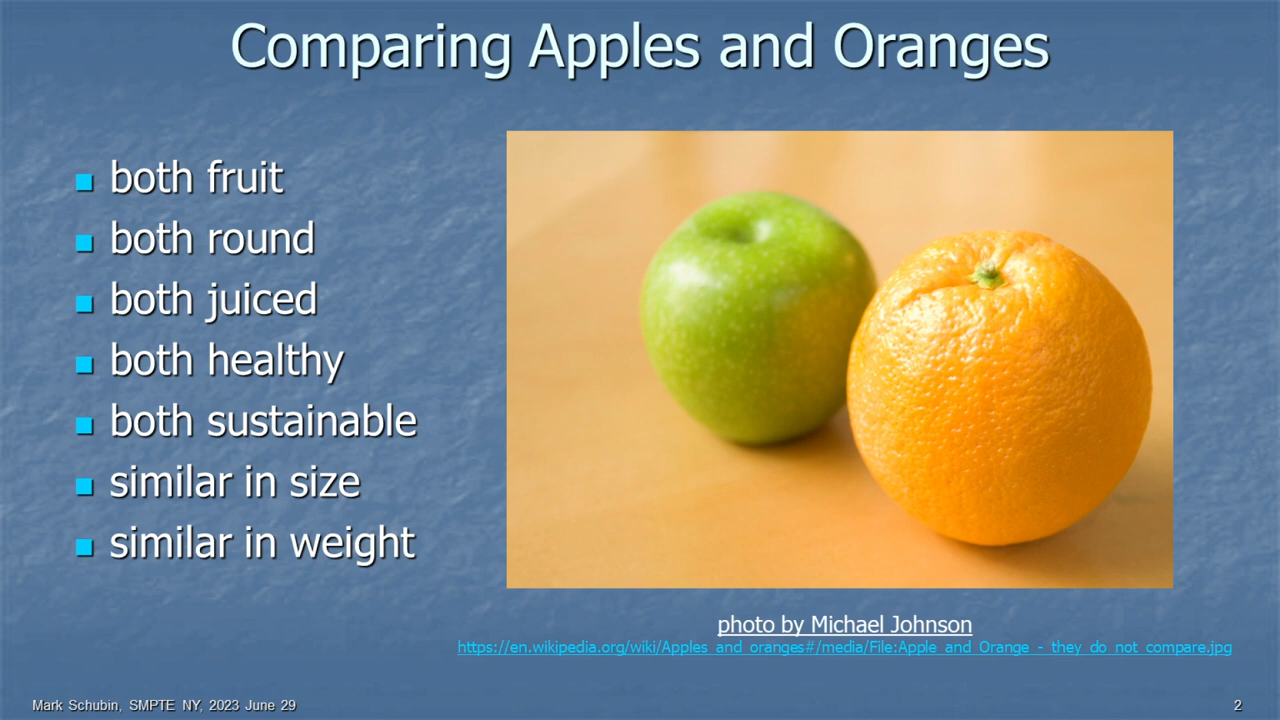 Comparing Apples and Oranges
both fruit
both round
both juiced
both healthy
both sustainable
similar in size
similar in weight
photo by Michael Johnson
https://en.wikipedia.org/wiki/Apples_and_oranges#/media/File:Apple_and_Orange_-_they_do_not_compare.jpg
Mark Schubin, SMPTE NY, 2023 June 29
2